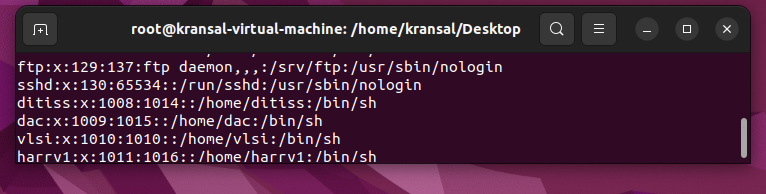 root@kransal-virtual-machine: /home/kransal/Desktop
ftp:x:129:137:ftp daemon,,,:/srv/ftp:/usr/sbin/nologin
sshd:x:130:65534::/run/sshd:/usr/sbin/nologin
ditiss:x:1008:1014::/home/ditiss:/bin/sh
dac:x:1009:1015::/home/dac:/bin/sh
vlsi:x:1010:1010::/home/vlsi:/bin/sh
harry1:x:1011:1016::/home/harry1:/bin/sh